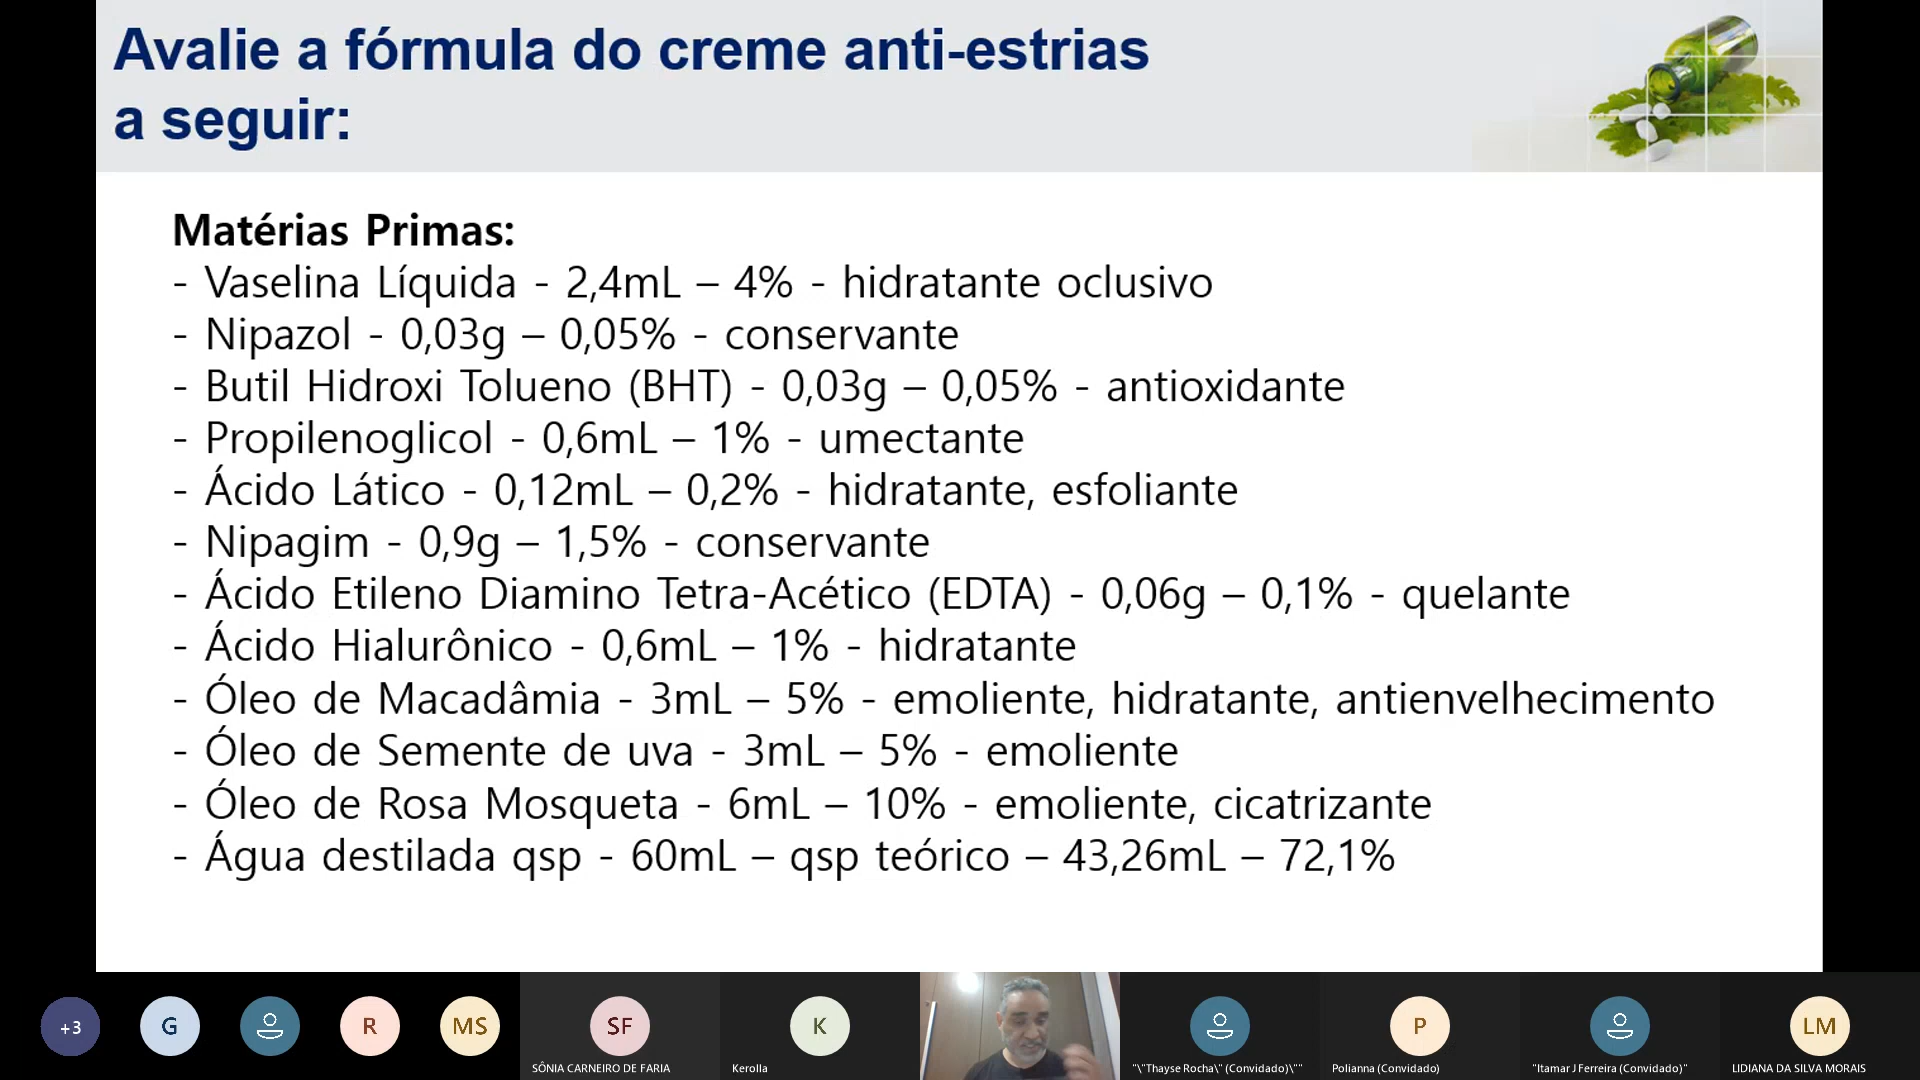 Avalie a fórmula do creme anti-estrias
a seguir:
Matérias Primas:
- Vaselina Líquida - 2,4mL – 4% - hidratante oclusivo
- Nipazol - 0,03g – 0,05% - conservante
- Butil Hidroxi Tolueno (BHT) - 0,03g – 0,05% - antioxidante
- Propilenoglicol - 0,6mL – 1% - umectante
- Ácido Lático - 0,12mL – 0,2% - hidratante, esfoliante
- Nipagim - 0,9g – 1,5% - conservante
- Ácido Etileno Diamino Tetra-Acético (EDTA) - 0,06g – 0,1% - quelante
- Ácido Hialurônico - 0,6mL – 1% - hidratante
- Óleo de Macadâmia - 3mL – 5% - emoliente, hidratante, antienvelhecimento
- Óleo de Semente de uva - 3mL – 5% - emoliente
- Óleo de Rosa Mosqueta - 6mL – 10% - emoliente, cicatrizante
- Água destilada qsp - 60mL – qsp teórico – 43,26mL – 72,1%
+3 G R MS SF K P LM
SÔNIA CARNEIRO DE FARIA Kerolla "\"Thayse Rocha\" (Convidado)\"" Polianna (Convidado) "Itamar J Ferreira (Convidado)" LIDIANA DA SILVA MORAIS